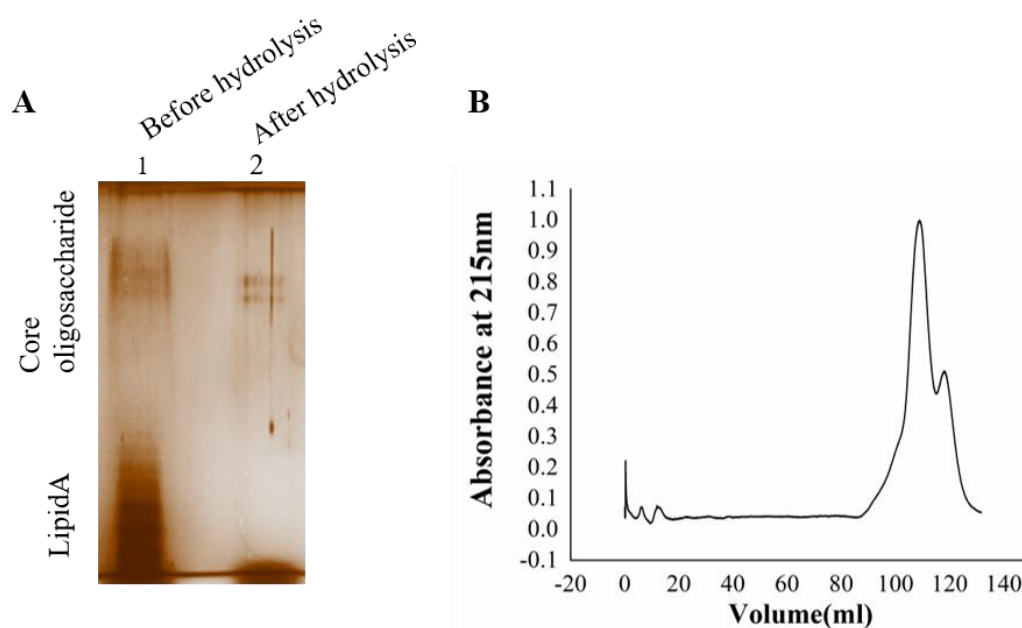 A
Before hydrolysis
After hydrolysis
1
2
Core
oligosaccharide
LipidA
B
Absorbance at 215nm
1.1
1.0
0.9
0.8
0.7
0.6
0.5
0.4
0.3
0.2
0.1
0.0
-0.1
-20 0 20 40 60 80 100 120 140
Volume(ml)